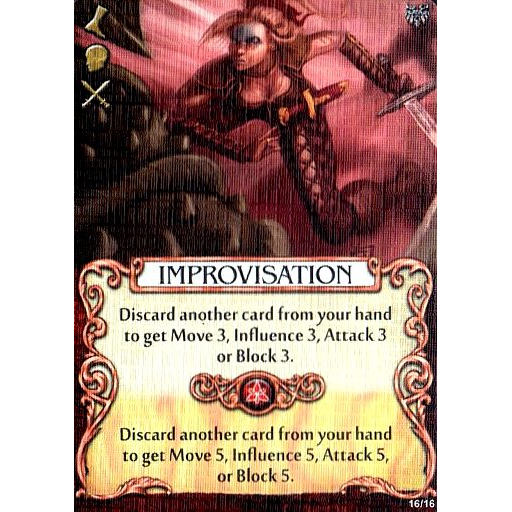 IMPROVISATION
Discard another card from your hand
to get Move 3, Influence 3, Attack 3
or Block 3.
Discard another card from your hand
to get Move 5, Influence 5, Attack 5,
or Block 5.
16/16